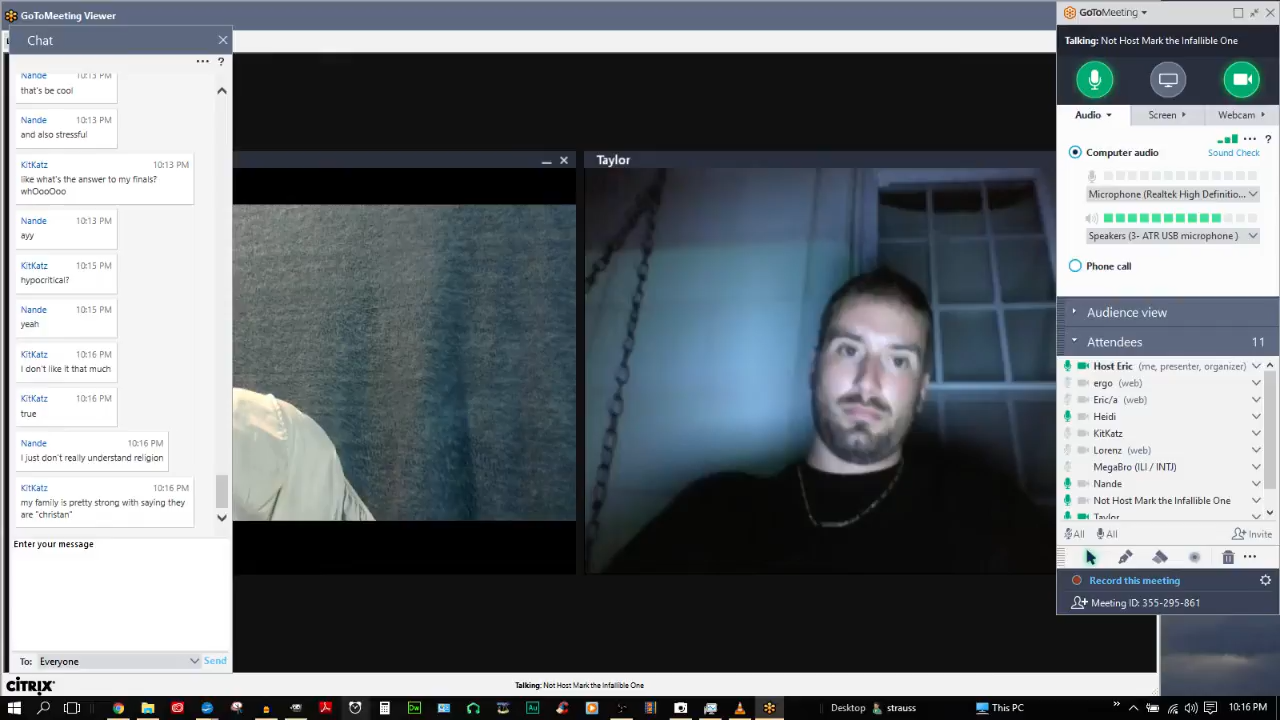 GoToMeeting Viewer
Chat
... ?
Nande 10:13 PM
that's be cool
Nande 10:13 PM
and also stressful
KitKatz 10:13 PM
like what's the answer to my finals?
whOooOoo
Nande 10:13 PM
ayy
KitKatz 10:15 PM
hypocritical?
Nande 10:15 PM
yeah
KitKatz 10:16 PM
I don't like it that much
KitKatz 10:16 PM
true
Nande 10:16 PM
I just don't really understand religion
KitKatz 10:16 PM
my family is pretty strong with saying they
are "christan"
Enter your message
To: Everyone Send
CITRIX
Taylor
Talking: Not Host Mark the Infallible One
GoToMeeting
Talking: Not Host Mark the Infallible One
Audio Screen Webcam
... ?
Computer audio Sound Check
Microphone (Realtek High Definitio...
Speakers (3- ATR USB microphone )
Phone call
Audience view
Attendees 11
Host Eric (me, presenter, organizer)
ergo (web)
Eric/a (web)
Heidi
KitKatz
Lorenz (web)
MegaBro (ILI / INTJ)
Nande
Not Host Mark the Infallible One
Taylor
All All Invite
Record this meeting
Meeting ID: 355-295-861
Dw Au Desktop strauss This PC 10:16 PM